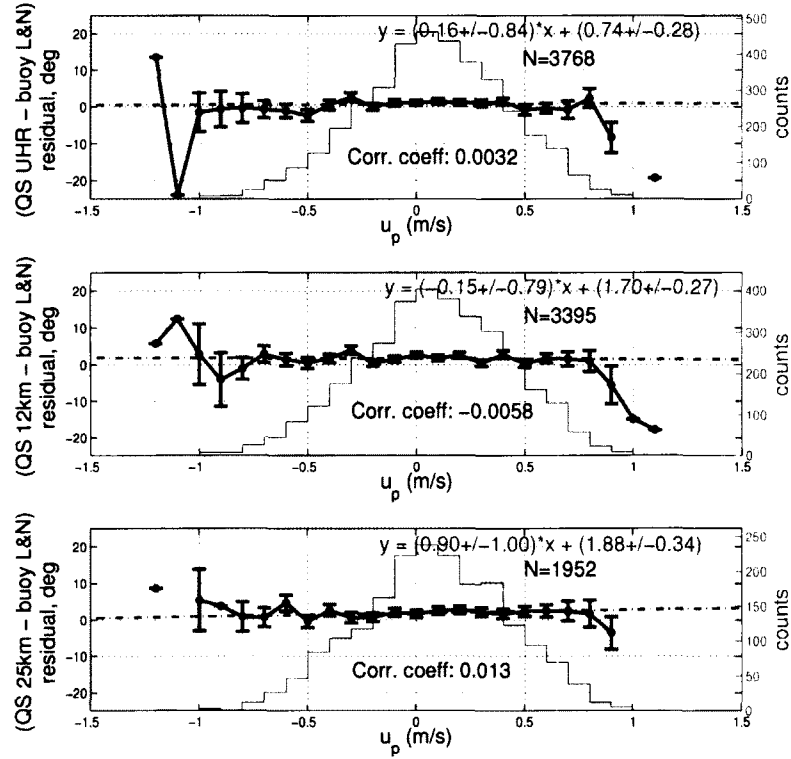 y = (0.16+/−0.84)*x + (0.74+/−0.28)
N=3768
Corr. coeff: 0.0032
(QS UHR − buoy L&N)
residual, deg
20
10
0
−10
−20
−1.5
−1
−0.5
0
0.5
1
1.5
u_p (m/s)
500
400
300
200
100
0
counts
y = (−0.15+/−0.79)*x + (1.70+/−0.27)
N=3395
Corr. coeff: −0.0058
(QS 12km − buoy L&N)
residual, deg
20
10
0
−10
−20
−1.5
−1
−0.5
0
0.5
1
1.5
u_p (m/s)
400
300
200
100
0
counts
y = (0.90+/−1.00)*x + (1.88+/−0.34)
N=1952
Corr. coeff: 0.013
(QS 25km − buoy L&N)
residual, deg
20
10
0
−10
−20
−1.5
−1
−0.5
0
0.5
1
1.5
u_p (m/s)
250
200
150
100
50
0
counts